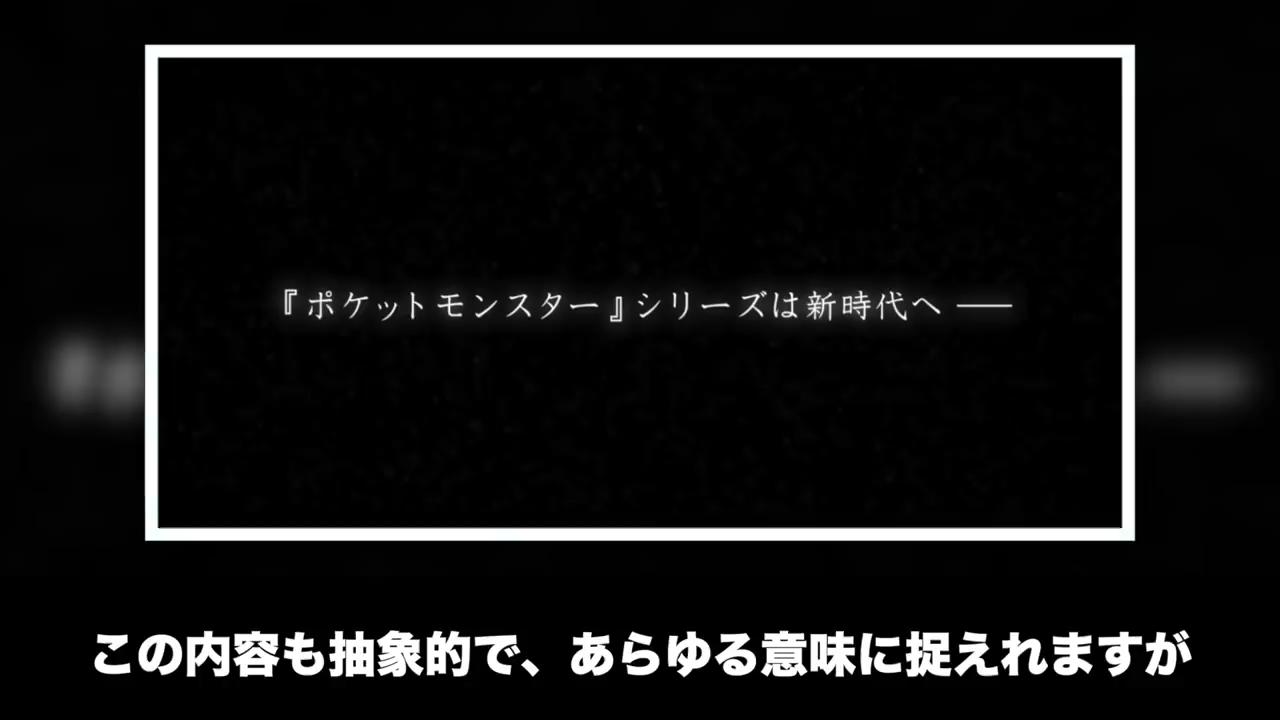 『ポケットモンスター』シリーズは新時代へ ──
この内容も抽象的で、あらゆる意味に捉えれますが